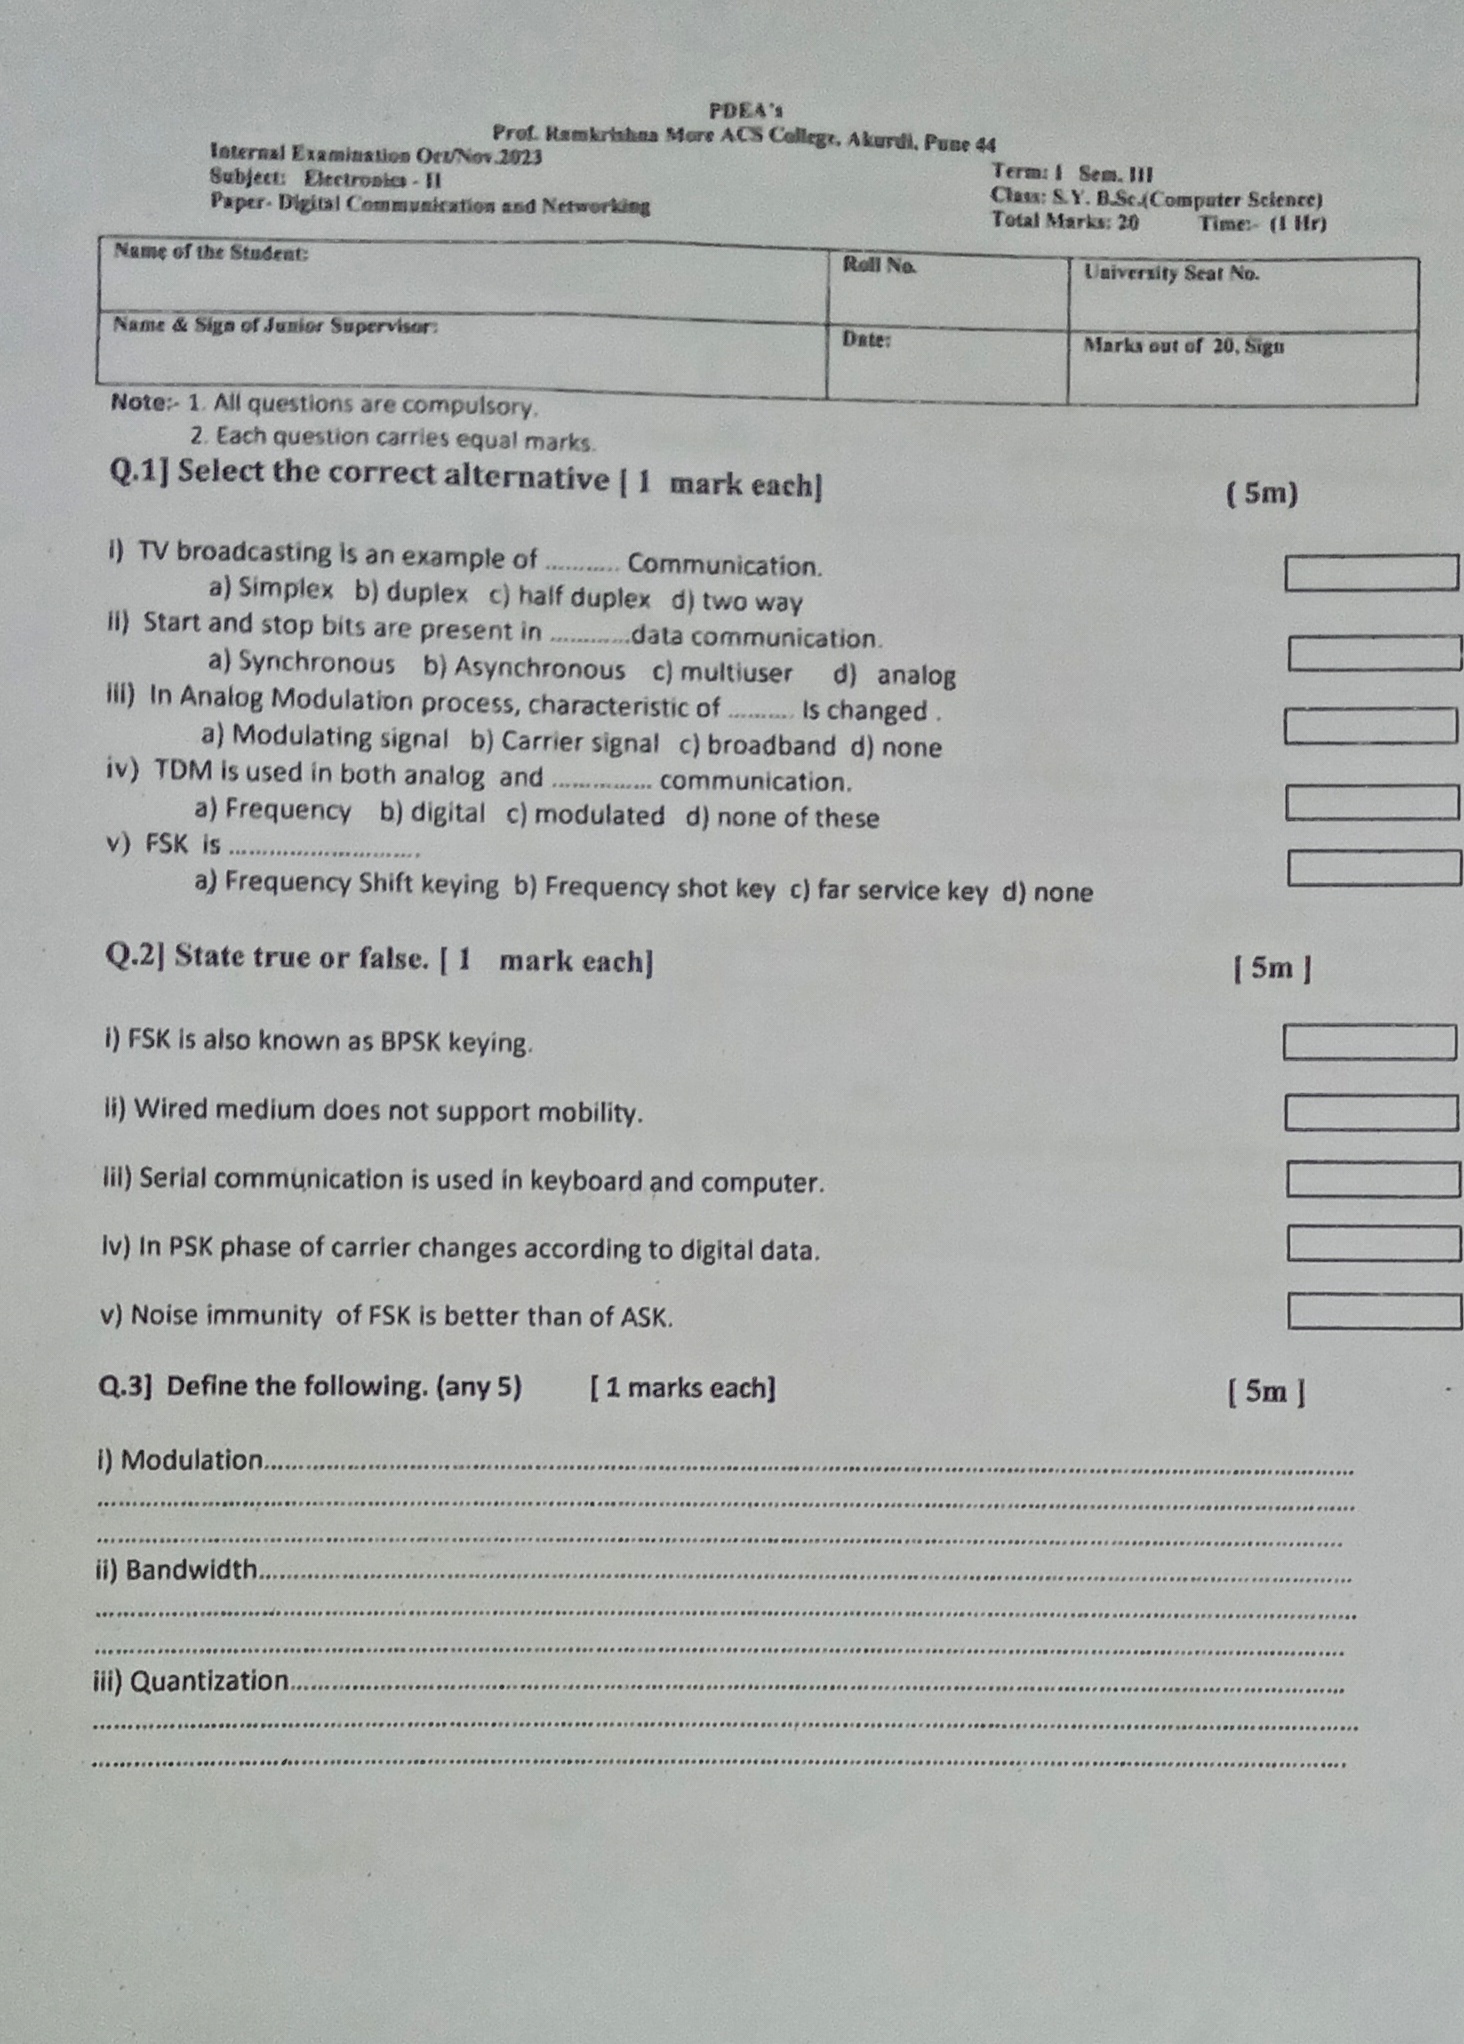 PDEA's
Prof. Ramkrishna More ACS College, Akurdi, Pune 44
Internal Examination Oct/Nov.2023
Term: I Sem. III
Subject: Electronics - II
Class: S.Y. B.Sc.(Computer Science)
Paper- Digital Communication and Networking
Total Marks: 20 Time:- (1 Hr)
Name of the Student:
Roll No.
University Seat No.
Name & Sign of Junior Supervisor:
Date:
Marks out of 20, Sign
Note:- 1. All questions are compulsory.
2. Each question carries equal marks.
Q.1] Select the correct alternative [ 1 mark each] ( 5m)
i) TV broadcasting is an example of ........... Communication.
a) Simplex b) duplex c) half duplex d) two way
ii) Start and stop bits are present in ............data communication.
a) Synchronous b) Asynchronous c) multiuser d) analog
iii) In Analog Modulation process, characteristic of .......... Is changed .
a) Modulating signal b) Carrier signal c) broadband d) none
iv) TDM is used in both analog and ............... communication.
a) Frequency b) digital c) modulated d) none of these
v) FSK is .............................
a) Frequency Shift keying b) Frequency shot key c) far service key d) none
Q.2] State true or false. [ 1 mark each] [ 5m ]
i) FSK is also known as BPSK keying.
ii) Wired medium does not support mobility.
iii) Serial communication is used in keyboard and computer.
iv) In PSK phase of carrier changes according to digital data.
v) Noise immunity of FSK is better than of ASK.
Q.3] Define the following. (any 5) [ 1 marks each] [ 5m ]
i) Modulation....................
ii) Bandwidth....................
iii) Quantization....................